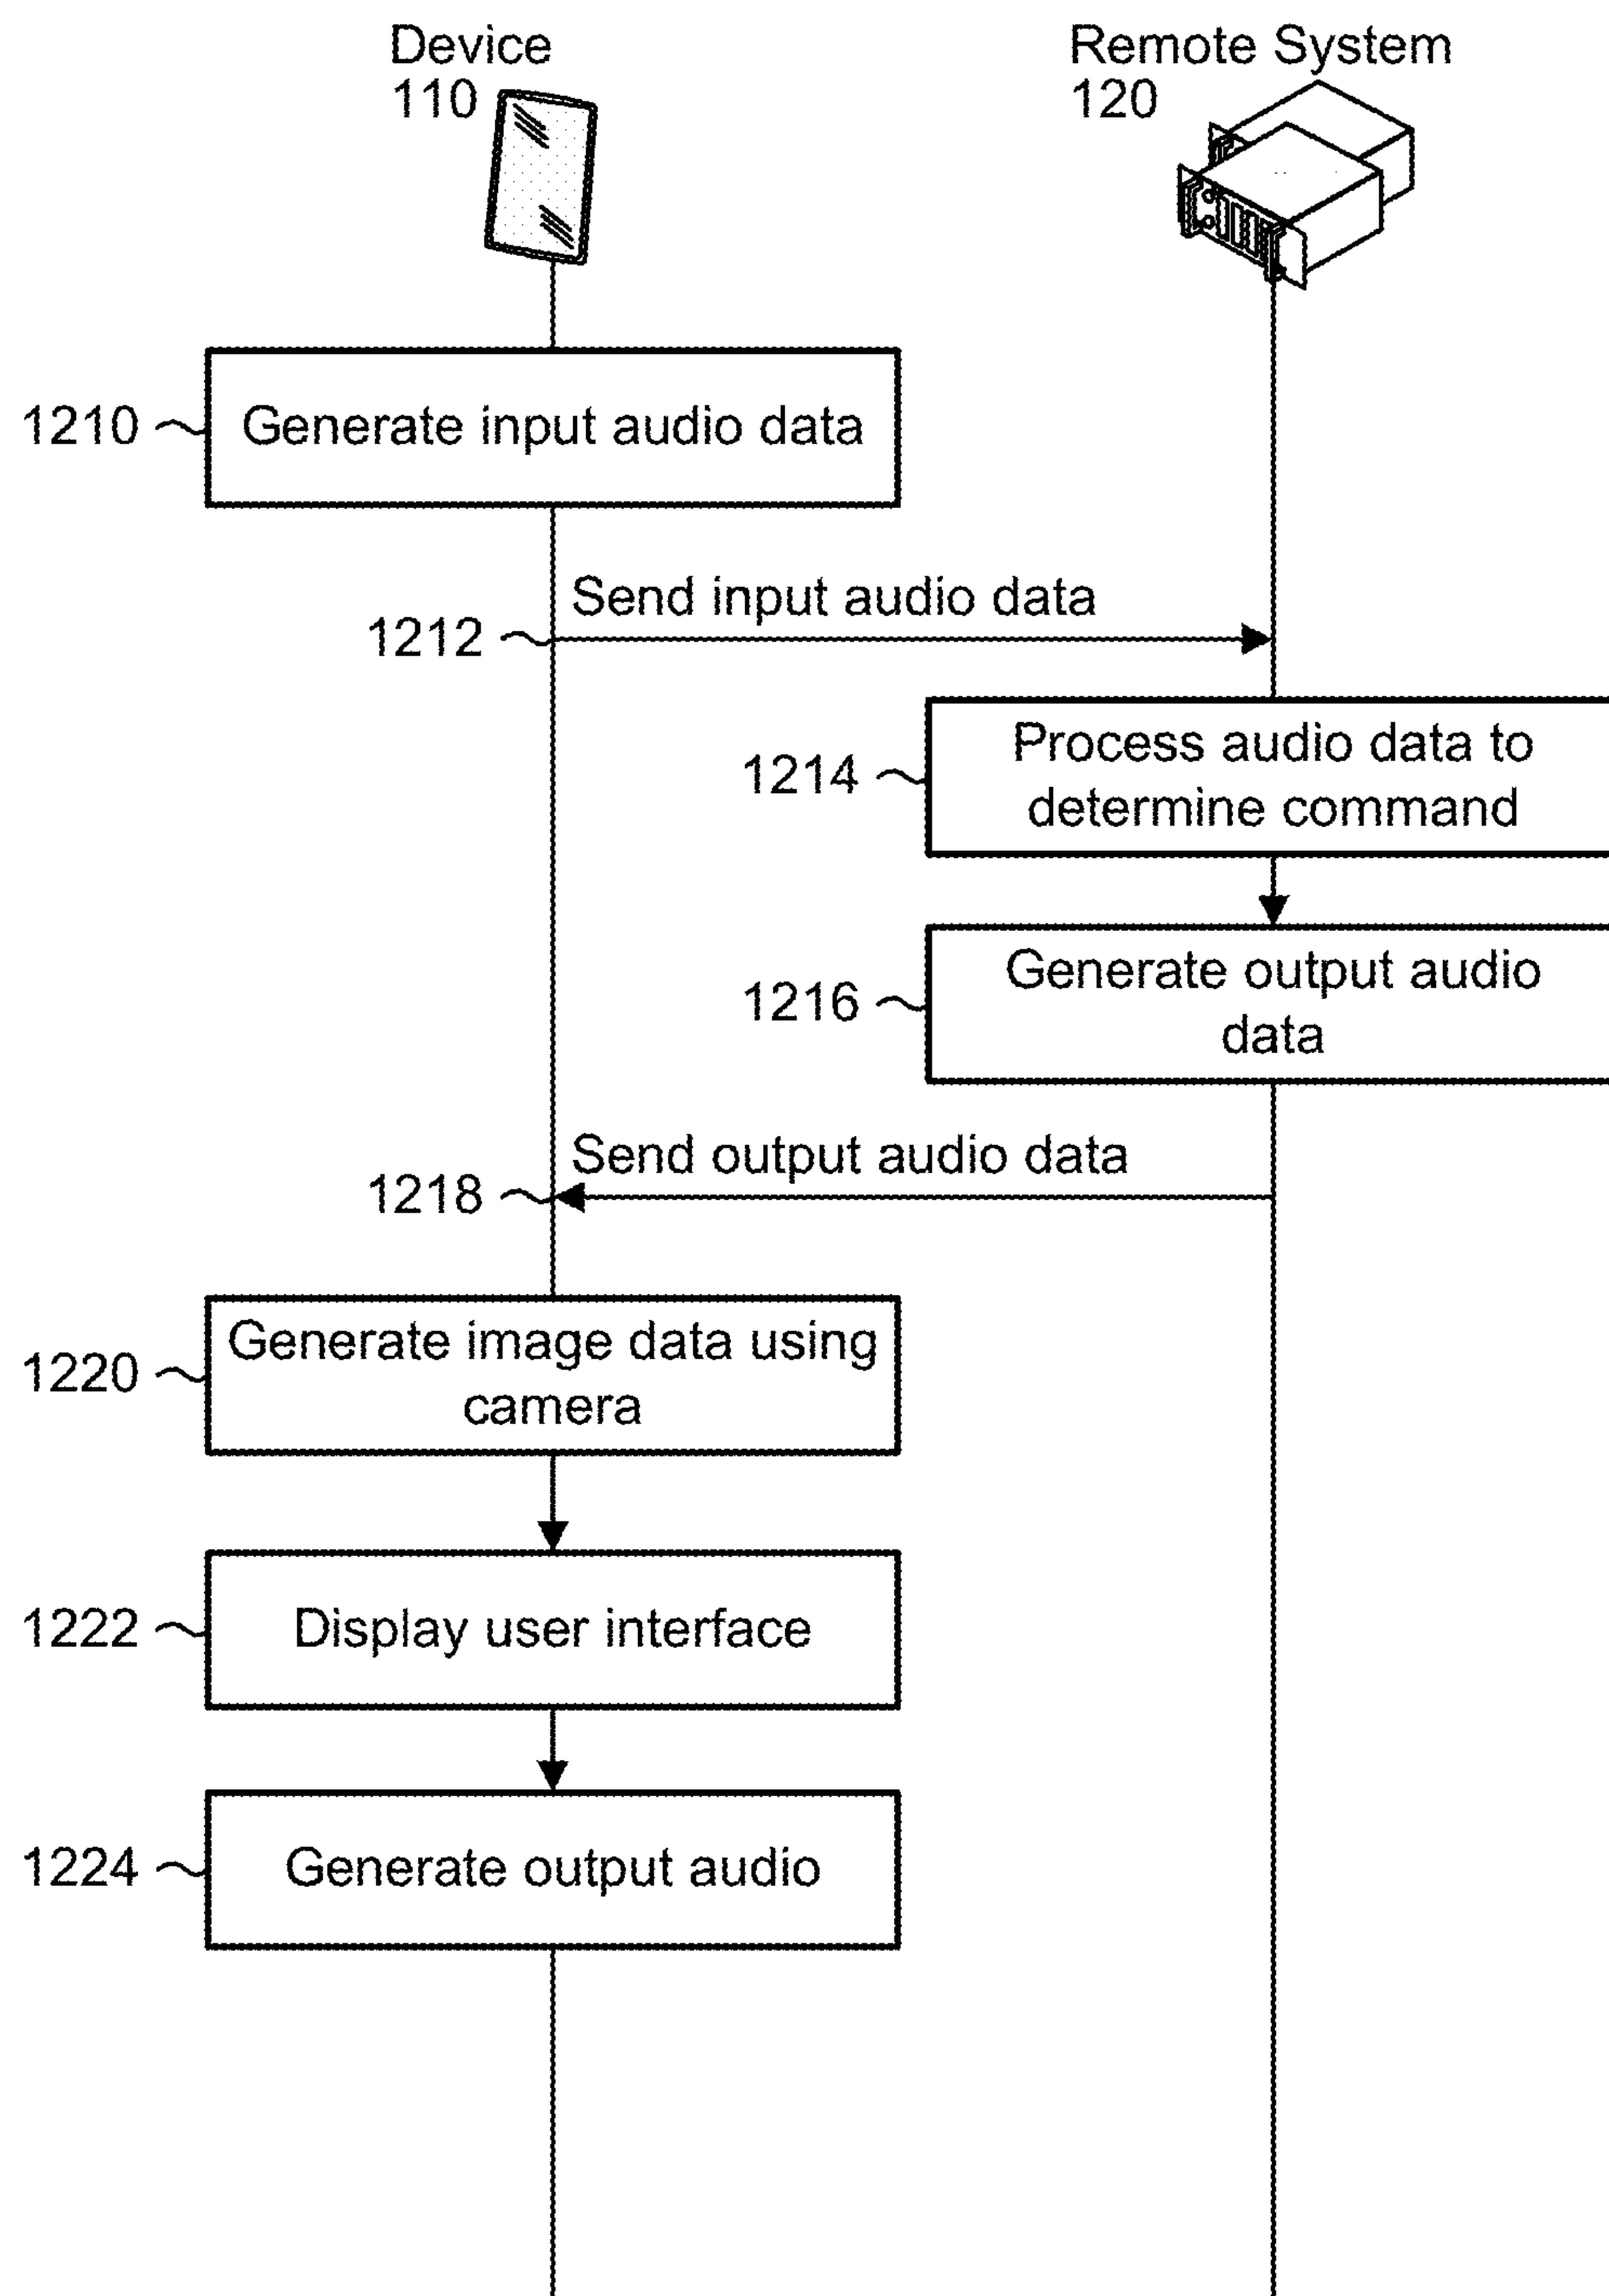 Device
110
Remote System
120
1210
Generate input audio data
Send input audio data
1212
1214
Process audio data to
determine command
1216
Generate output audio
data
Send output audio data
1218
1220
Generate image data using
camera
1222
Display user interface
1224
Generate output audio